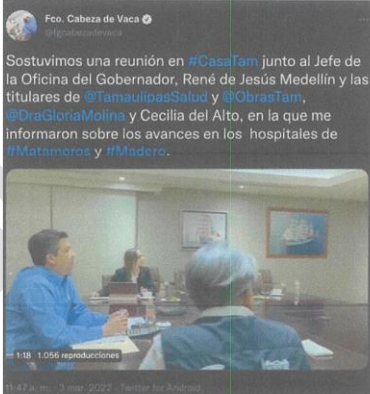 Fco. Cabeza de Vaca
@fgcabezadevaca
Sostuvimos una reunión en #CasaTam junto al Jefe de
la Oficina del Gobernador, René de Jesús Medellín y las
titulares de @TamaulipasSalud y @ObrasTam,
@DraGloriaMolina y Cecilia del Alto, en la que me
informaron sobre los avances en los hospitales de
#Matamoros y #Madero.
1:18 1.056 reproducciones
11:47 a. m. · 3 mar. 2022 · Twitter for Android